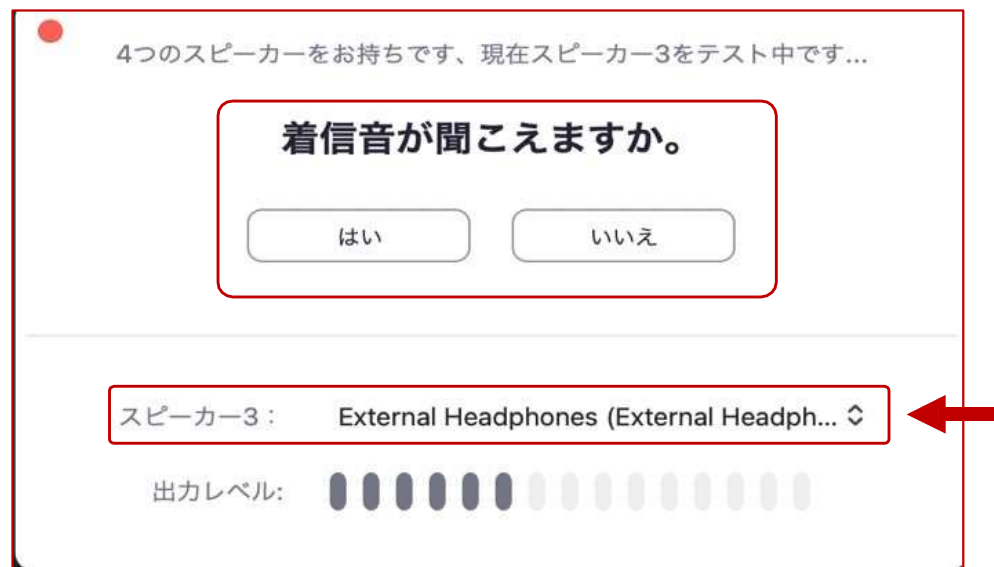 4つのスピーカーをお持ちです、現在スピーカー3をテスト中です...
着信音が聞こえますか。
はい いいえ
スピーカー3： External Headphones (External Headph...
出力レベル: